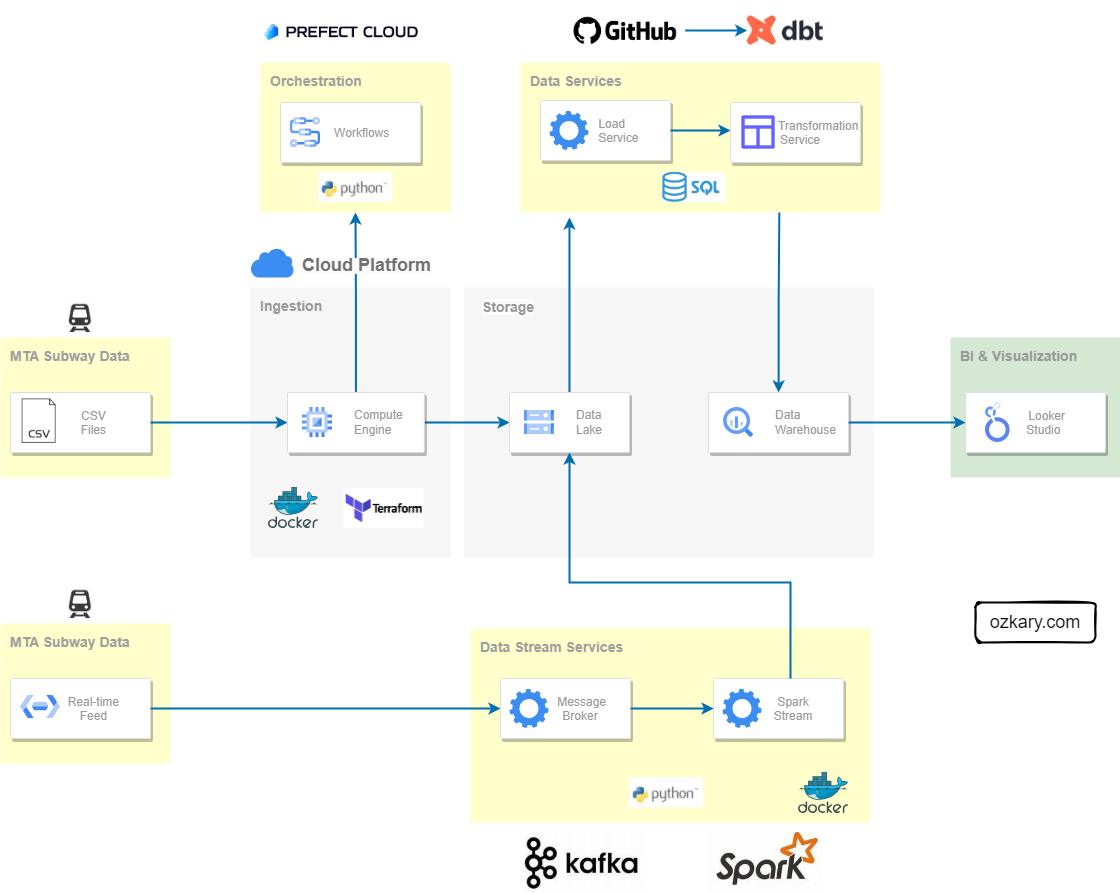 PREFECT CLOUD
GitHub
dbt
Orchestration
Workflows
python™
Data Services
Load
Service
Transformation
Service
SQL
Cloud Platform
Ingestion
Storage
MTA Subway Data
CSV
CSV
Files
Compute
Engine
Data
Lake
Data
Warehouse
BI & Visualization
Looker
Studio
docker
Terraform
ozkary.com
MTA Subway Data
Real-time
Feed
Data Stream Services
Message
Broker
Spark
Stream
python™
docker
kafka
Spark